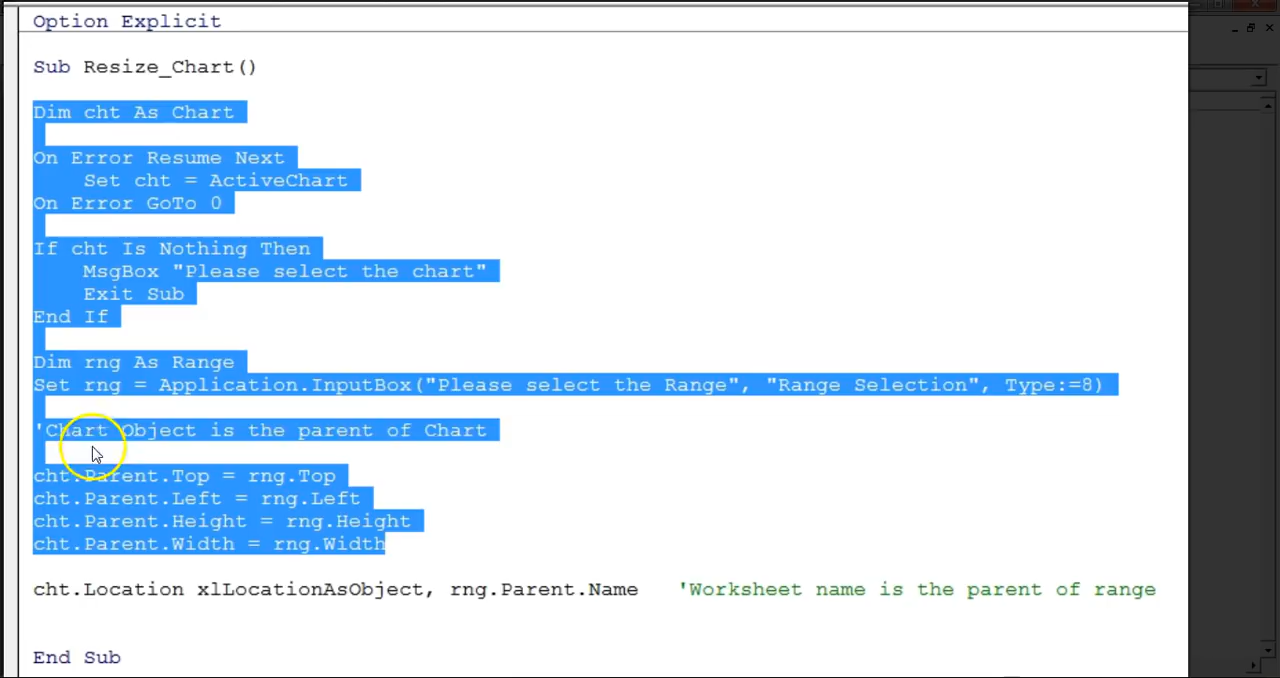 Option Explicit
Sub Resize_Chart()
Dim cht As Chart
On Error Resume Next
Set cht = ActiveChart
On Error GoTo 0
If cht Is Nothing Then
MsgBox "Please select the chart"
Exit Sub
End If
Dim rng As Range
Set rng = Application.InputBox("Please select the Range", "Range Selection", Type:=8)
'Chart Object is the parent of Chart
cht.Parent.Top = rng.Top
cht.Parent.Left = rng.Left
cht.Parent.Height = rng.Height
cht.Parent.Width = rng.Width
cht.Location xlLocationAsObject, rng.Parent.Name 'Worksheet name is the parent of range
End Sub